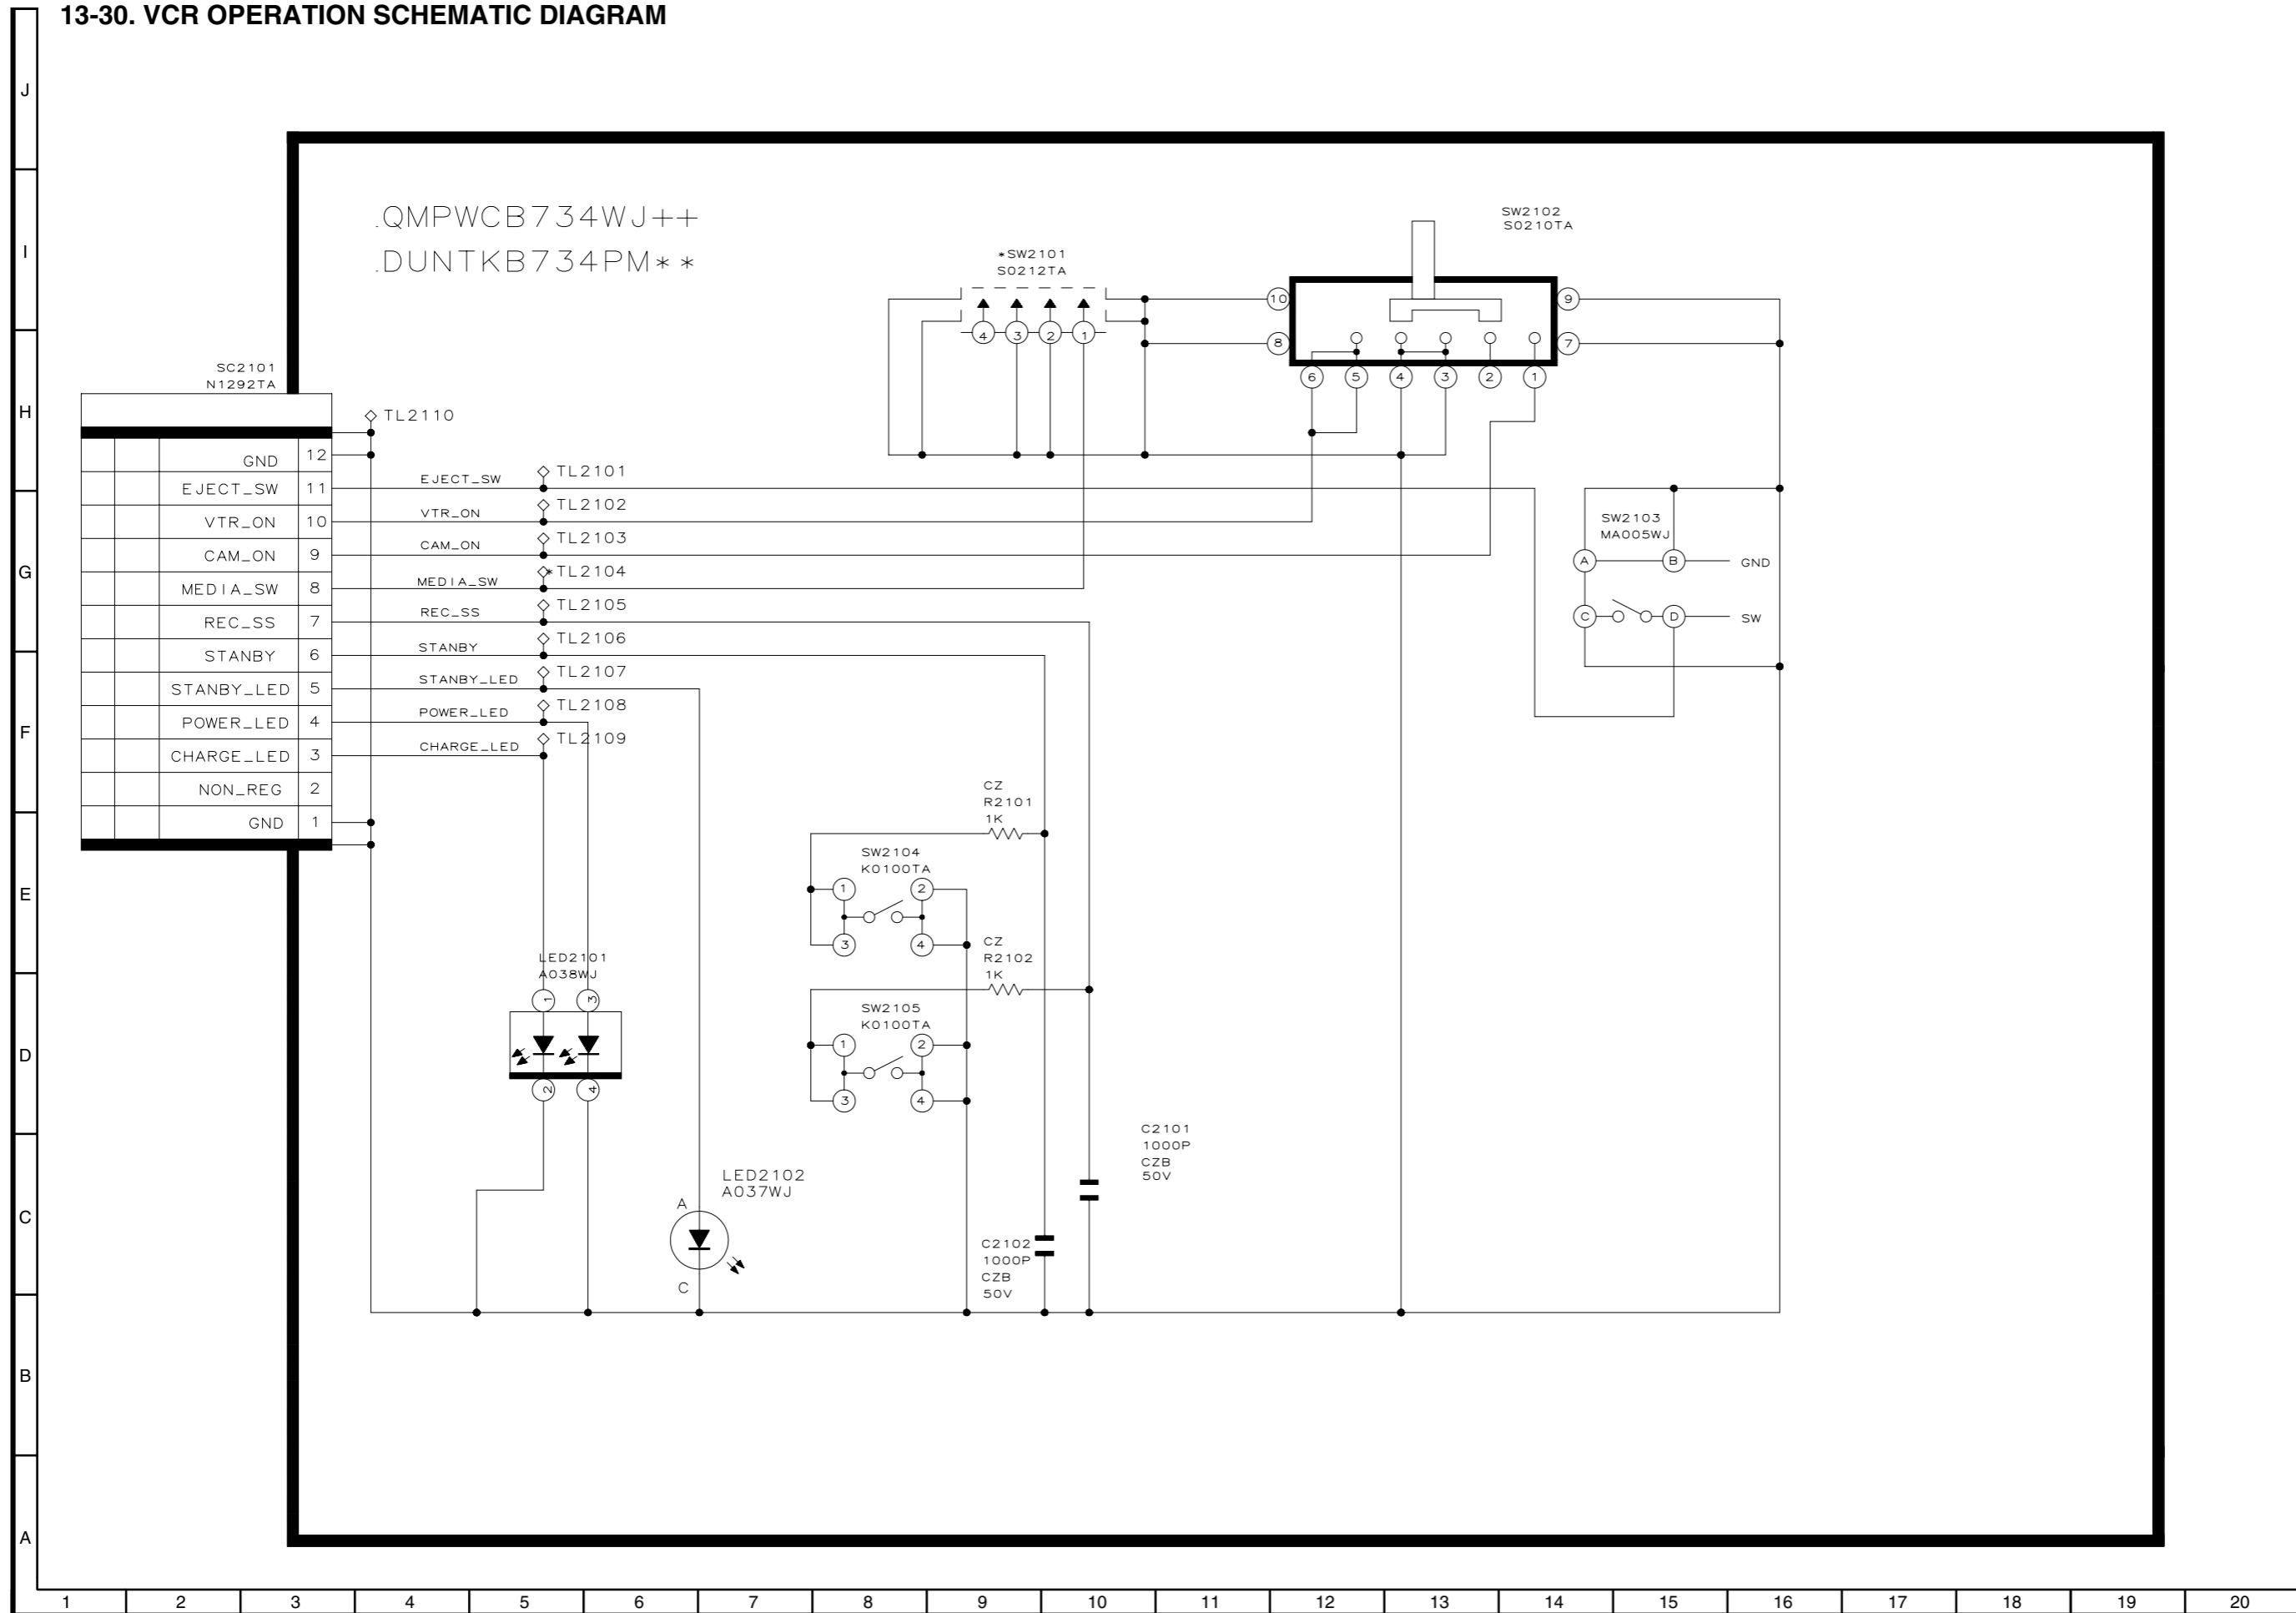 13-30. VCR OPERATION SCHEMATIC DIAGRAM
J
I
H
G
F
E
D
C
B
A
.QMPWCB734WJ++
.DUNTKB734PM**
SC2101
N1292TA
GND 12
EJECT_SW 11
VTR_ON 10
CAM_ON 9
MEDIA_SW 8
REC_SS 7
STANBY 6
STANBY_LED 5
POWER_LED 4
CHARGE_LED 3
NON_REG 2
GND 1
TL2110
EJECT_SW TL2101
VTR_ON TL2102
CAM_ON TL2103
MEDIA_SW *TL2104
REC_SS TL2105
STANBY TL2106
STANBY_LED TL2107
POWER_LED TL2108
CHARGE_LED TL2109
*SW2101
S0212TA
4 3 2 1
SW2102
S0210TA
10 9
8 7
6 5 4 3 2 1
SW2103
MA005WJ
A B GND
C D SW
CZ
R2101
1K
SW2104
K0100TA
1 2
3 4
CZ
R2102
1K
SW2105
K0100TA
1 2
3 4
LED2101
A038WJ
1 3
2 4
LED2102
A037WJ
A
C
C2101
1000P
CZB
50V
C2102
1000P
CZB
50V
1 2 3 4 5 6 7 8 9 10 11 12 13 14 15 16 17 18 19 20